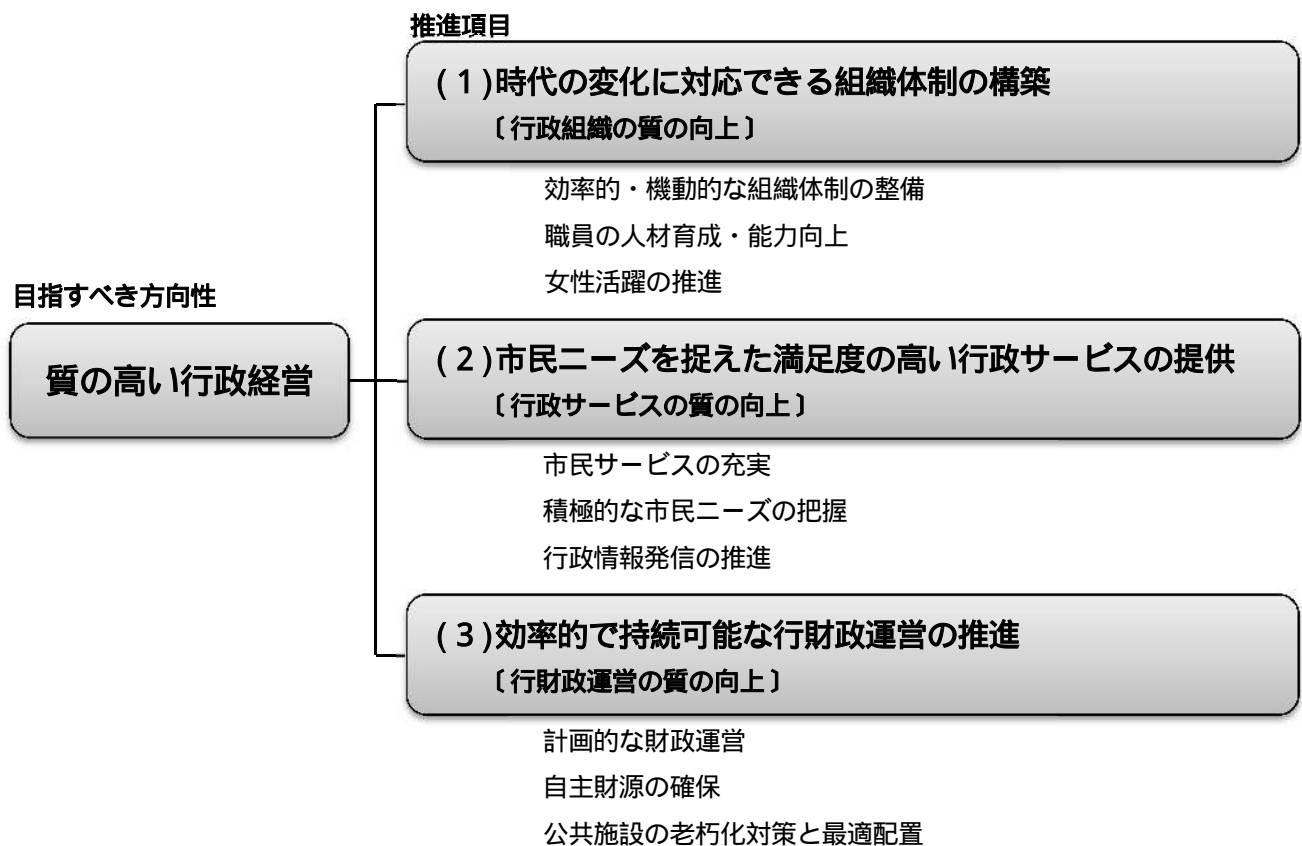 推進項目
(1)時代の変化に対応できる組織体制の構築
〔行政組織の質の向上〕
効率的・機動的な組織体制の整備
職員の人材育成・能力向上
女性活躍の推進
目指すべき方向性
質の高い行政経営
(2)市民ニーズを捉えた満足度の高い行政サービスの提供
〔行政サービスの質の向上〕
市民サービスの充実
積極的な市民ニーズの把握
行政情報発信の推進
(3)効率的で持続可能な行財政運営の推進
〔行財政運営の質の向上〕
計画的な財政運営
自主財源の確保
公共施設の老朽化対策と最適配置